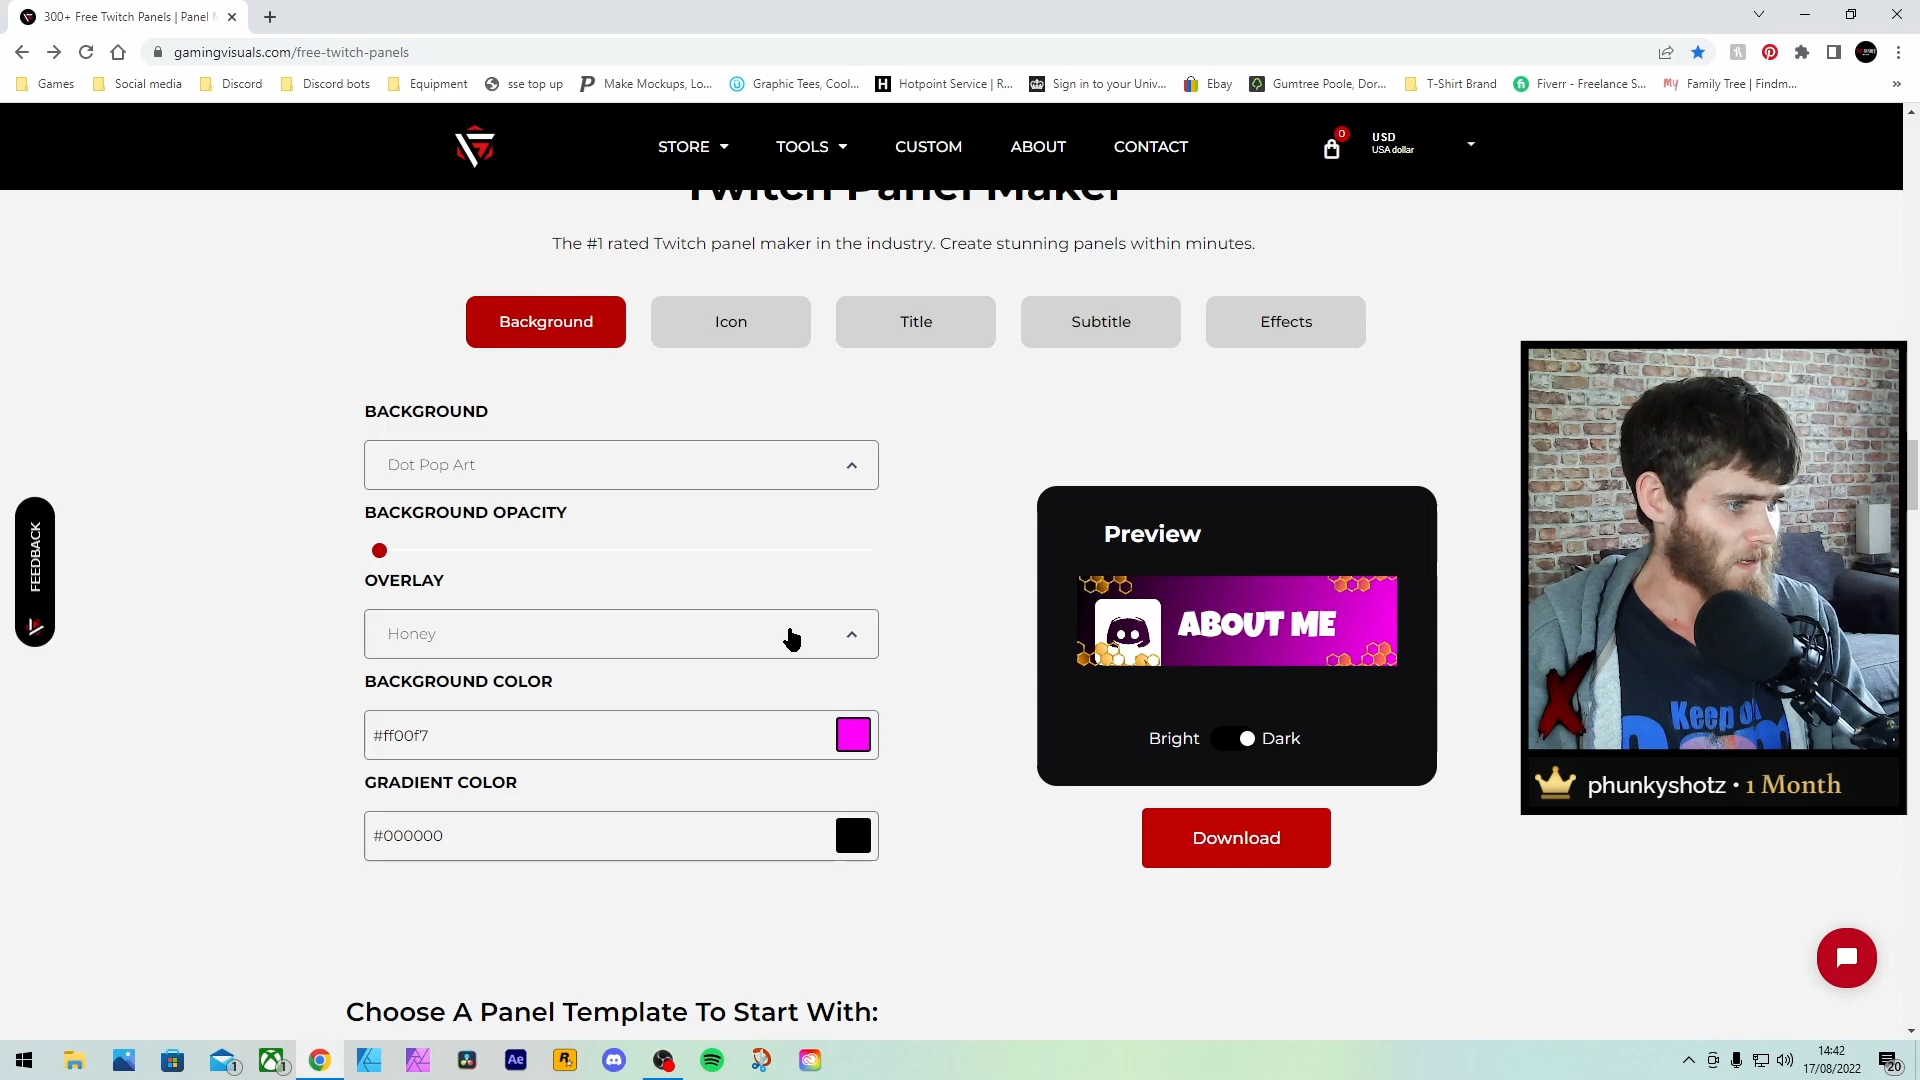 300+ Free Twitch Panels | Panel M
gamingvisuals.com/free-twitch-panels
Games Social media Discord Discord bots Equipment sse top up Make Mockups, Lo... Graphic Tees, Cool... Hotpoint Service | R... Sign in to your Univ... Ebay Gumtree Poole, Dor... T-Shirt Brand Fiverr - Freelance S... Family Tree | Findm...
STORE TOOLS CUSTOM ABOUT CONTACT 0 USD
USA dollar
Twitch Panel Maker
The #1 rated Twitch panel maker in the industry. Create stunning panels within minutes.
Background Icon Title Subtitle Effects
BACKGROUND
Dot Pop Art
BACKGROUND OPACITY
OVERLAY
Honey
BACKGROUND COLOR
#ff00f7
GRADIENT COLOR
#000000
FEEDBACK
Preview
ABOUT ME
Bright Dark
Download
Keep
phunkyshotz • 1 Month
Choose A Panel Template To Start With:
14:42
17/08/2022
20